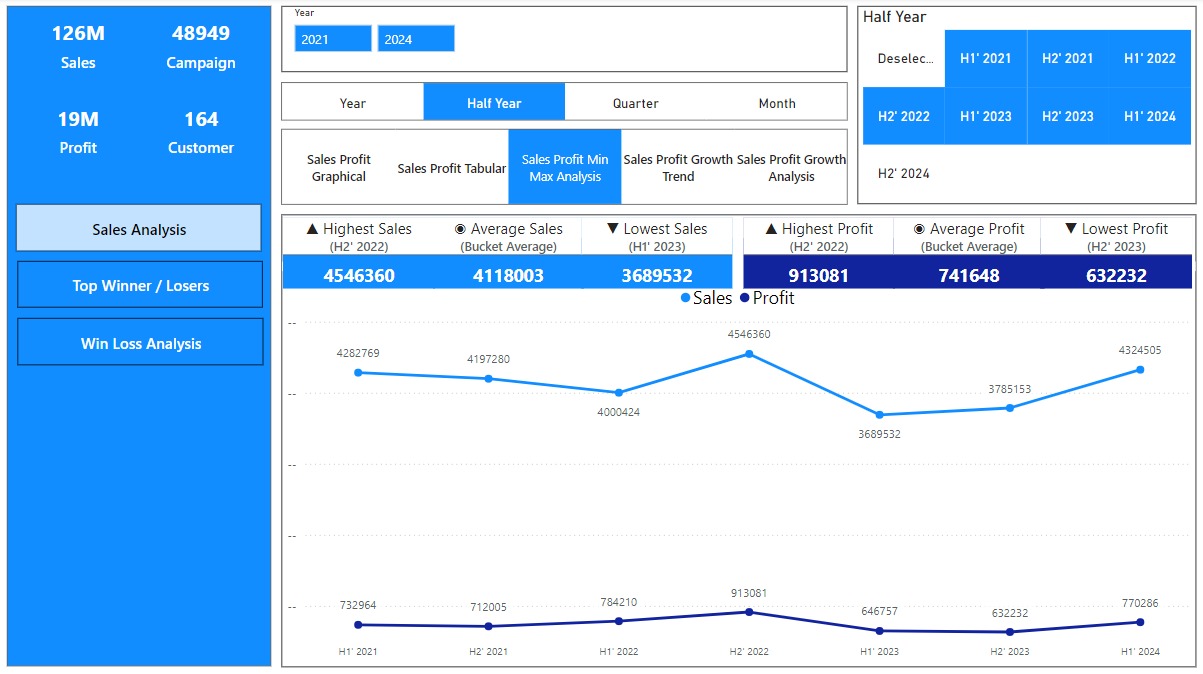 126M
Sales
48949
Campaign
19M
Profit
164
Customer
Sales Analysis
Top Winner / Losers
Win Loss Analysis
Year
2021
2024
Year
Half Year
Quarter
Month
Sales Profit
Graphical
Sales Profit Tabular
Sales Profit Min
Max Analysis
Sales Profit Growth
Trend
Sales Profit Growth
Analysis
Half Year
Deselec...
H1' 2021
H2' 2021
H1' 2022
H2' 2022
H1' 2023
H2' 2023
H1' 2024
H2' 2024
▲ Highest Sales
(H2' 2022)
4546360
◉ Average Sales
(Bucket Average)
4118003
▼ Lowest Sales
(H1' 2023)
3689532
▲ Highest Profit
(H2' 2022)
913081
◉ Average Profit
(Bucket Average)
741648
▼ Lowest Profit
(H2' 2023)
632232
Sales
Profit
--
--
--
--
--
4282769
4197280
4000424
4546360
3689532
3785153
4324505
732964
712005
784210
913081
646757
632232
770286
H1' 2021
H2' 2021
H1' 2022
H2' 2022
H1' 2023
H2' 2023
H1' 2024